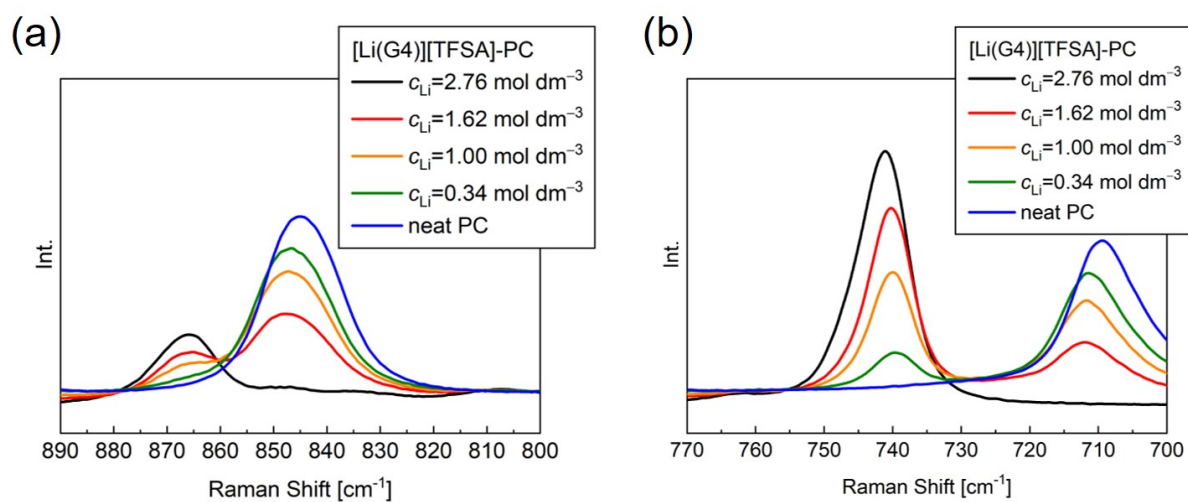 (a)
[Li(G4)][TFSA]-PC
cLi=2.76 mol dm⁻³
cLi=1.62 mol dm⁻³
cLi=1.00 mol dm⁻³
cLi=0.34 mol dm⁻³
neat PC
Int.
890 880 870 860 850 840 830 820 810 800
Raman Shift [cm⁻¹]
(b)
[Li(G4)][TFSA]-PC
cLi=2.76 mol dm⁻³
cLi=1.62 mol dm⁻³
cLi=1.00 mol dm⁻³
cLi=0.34 mol dm⁻³
neat PC
Int.
770 760 750 740 730 720 710 700
Raman Shift [cm⁻¹]